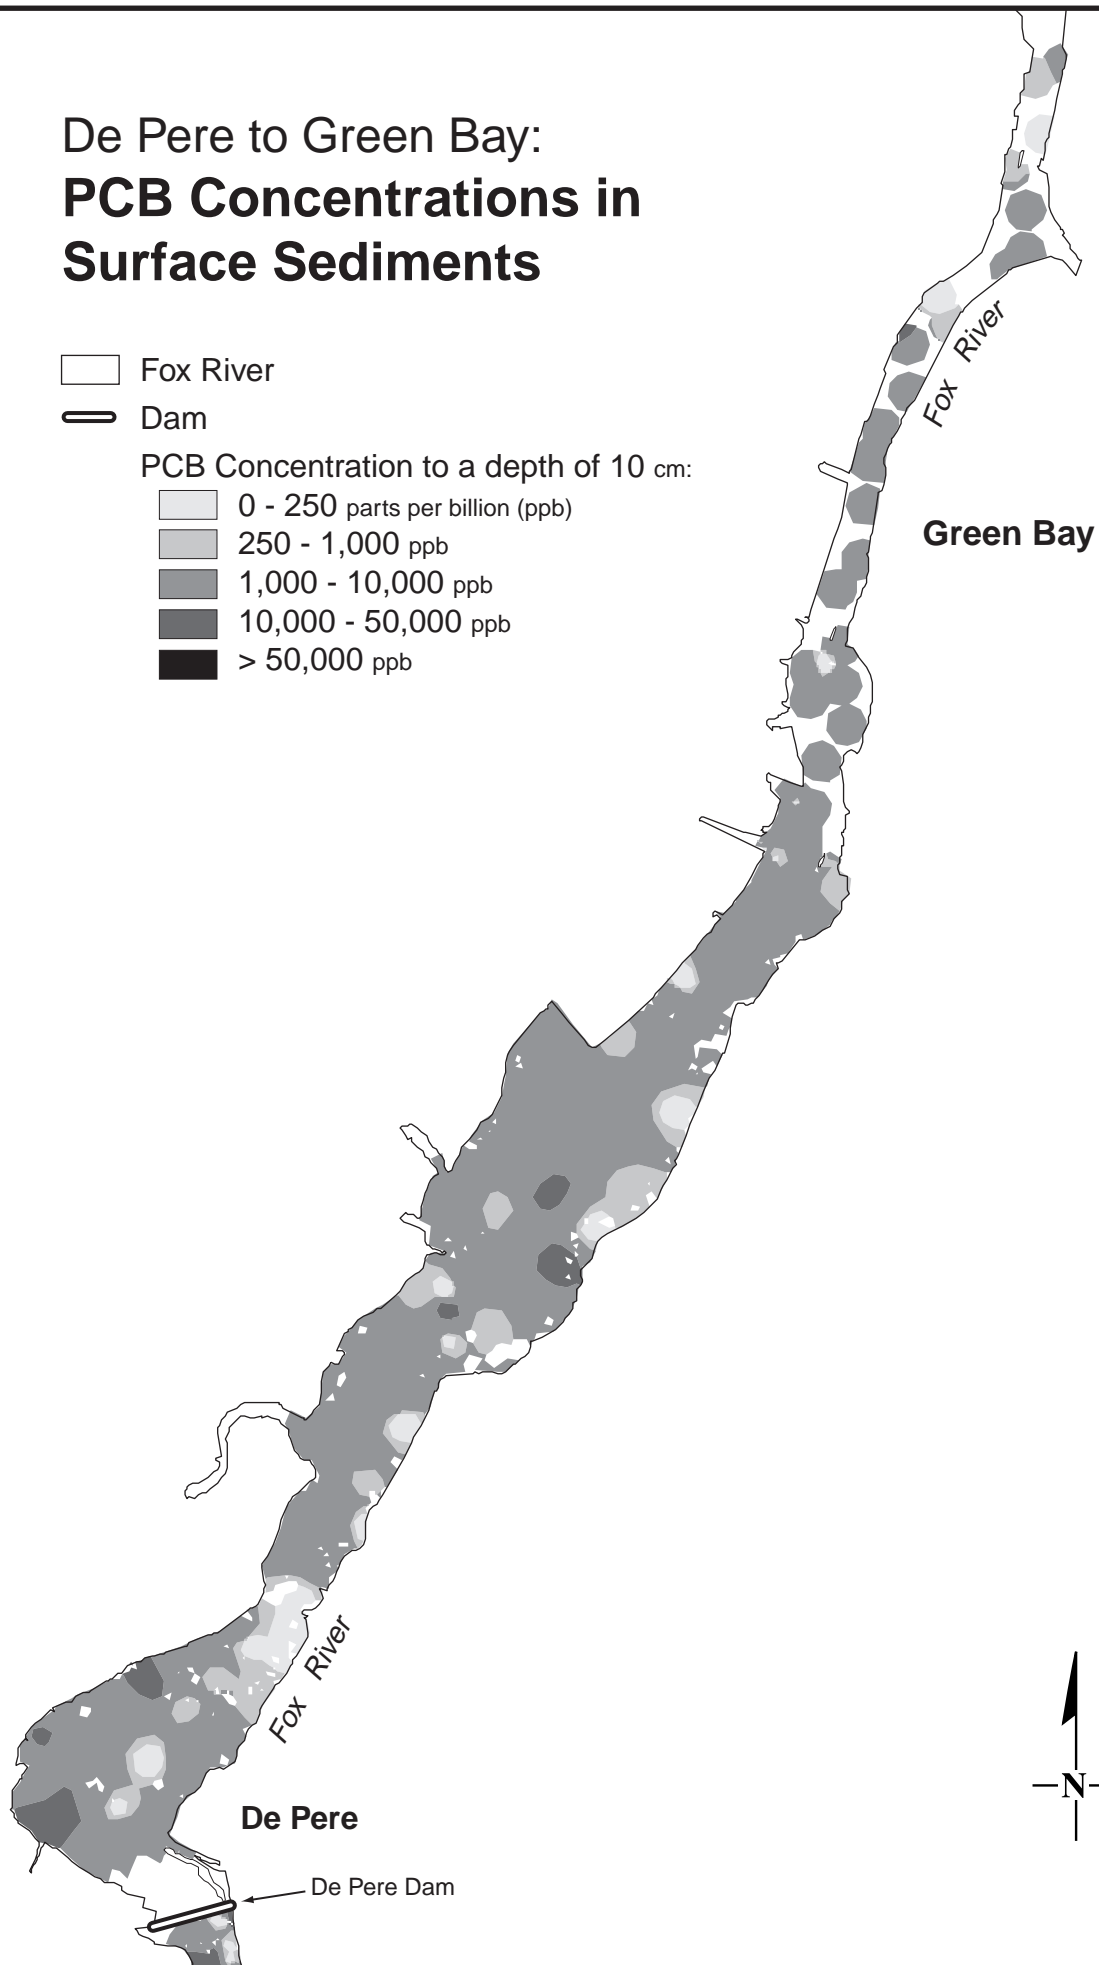 De Pere to Green Bay:
PCB Concentrations in
Surface Sediments
Fox River
Dam
PCB Concentration to a depth of 10 cm:
0 - 250 parts per billion (ppb)
250 - 1,000 ppb
1,000 - 10,000 ppb
10,000 - 50,000 ppb
> 50,000 ppb
Fox River
Green Bay
Fox River
N
De Pere
De Pere Dam